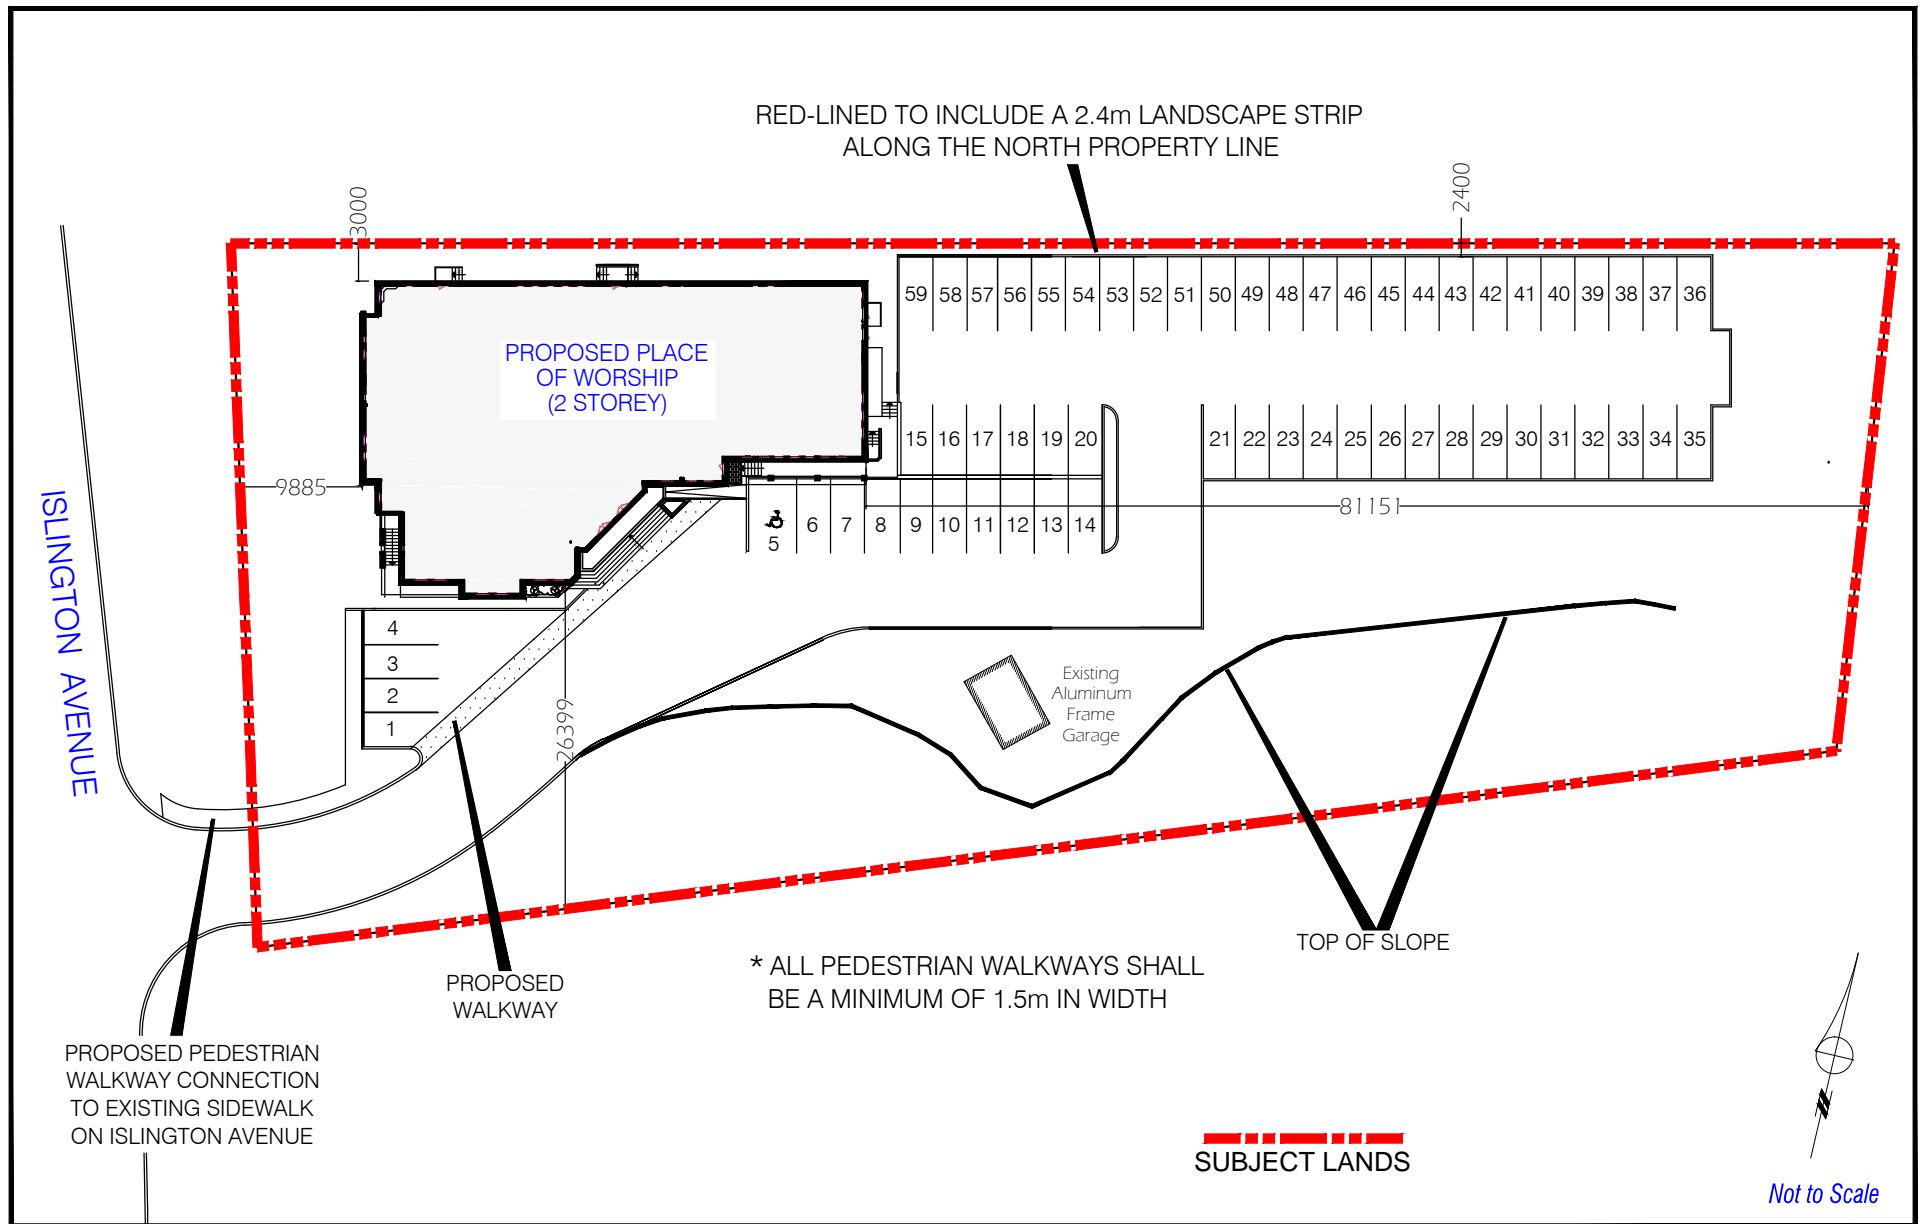 RED-LINED TO INCLUDE A 2.4m LANDSCAPE STRIP
ALONG THE NORTH PROPERTY LINE
3000
2400
59 58 57 56 55 54 53 52 51 50 49 48 47 46 45 44 43 42 41 40 39 38 37 36
PROPOSED PLACE
OF WORSHIP
(2 STOREY)
15 16 17 18 19 20 21 22 23 24 25 26 27 28 29 30 31 32 33 34 35
9885
81151
5 6 7 8 9 10 11 12 13 14
ISLINGTON AVENUE
4
3
2
1
26399
Existing
Aluminum
Frame
Garage
TOP OF SLOPE
* ALL PEDESTRIAN WALKWAYS SHALL
BE A MINIMUM OF 1.5m IN WIDTH
PROPOSED
WALKWAY
PROPOSED PEDESTRIAN
WALKWAY CONNECTION
TO EXISTING SIDEWALK
ON ISLINGTON AVENUE
N
SUBJECT LANDS
Not to Scale